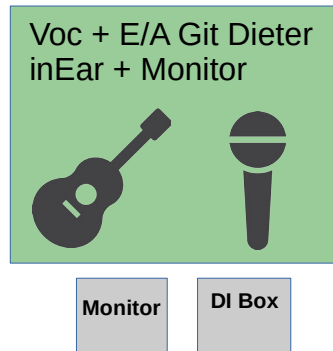 Voc + E/A Git Dieter
inEar + Monitor
Monitor
DI Box